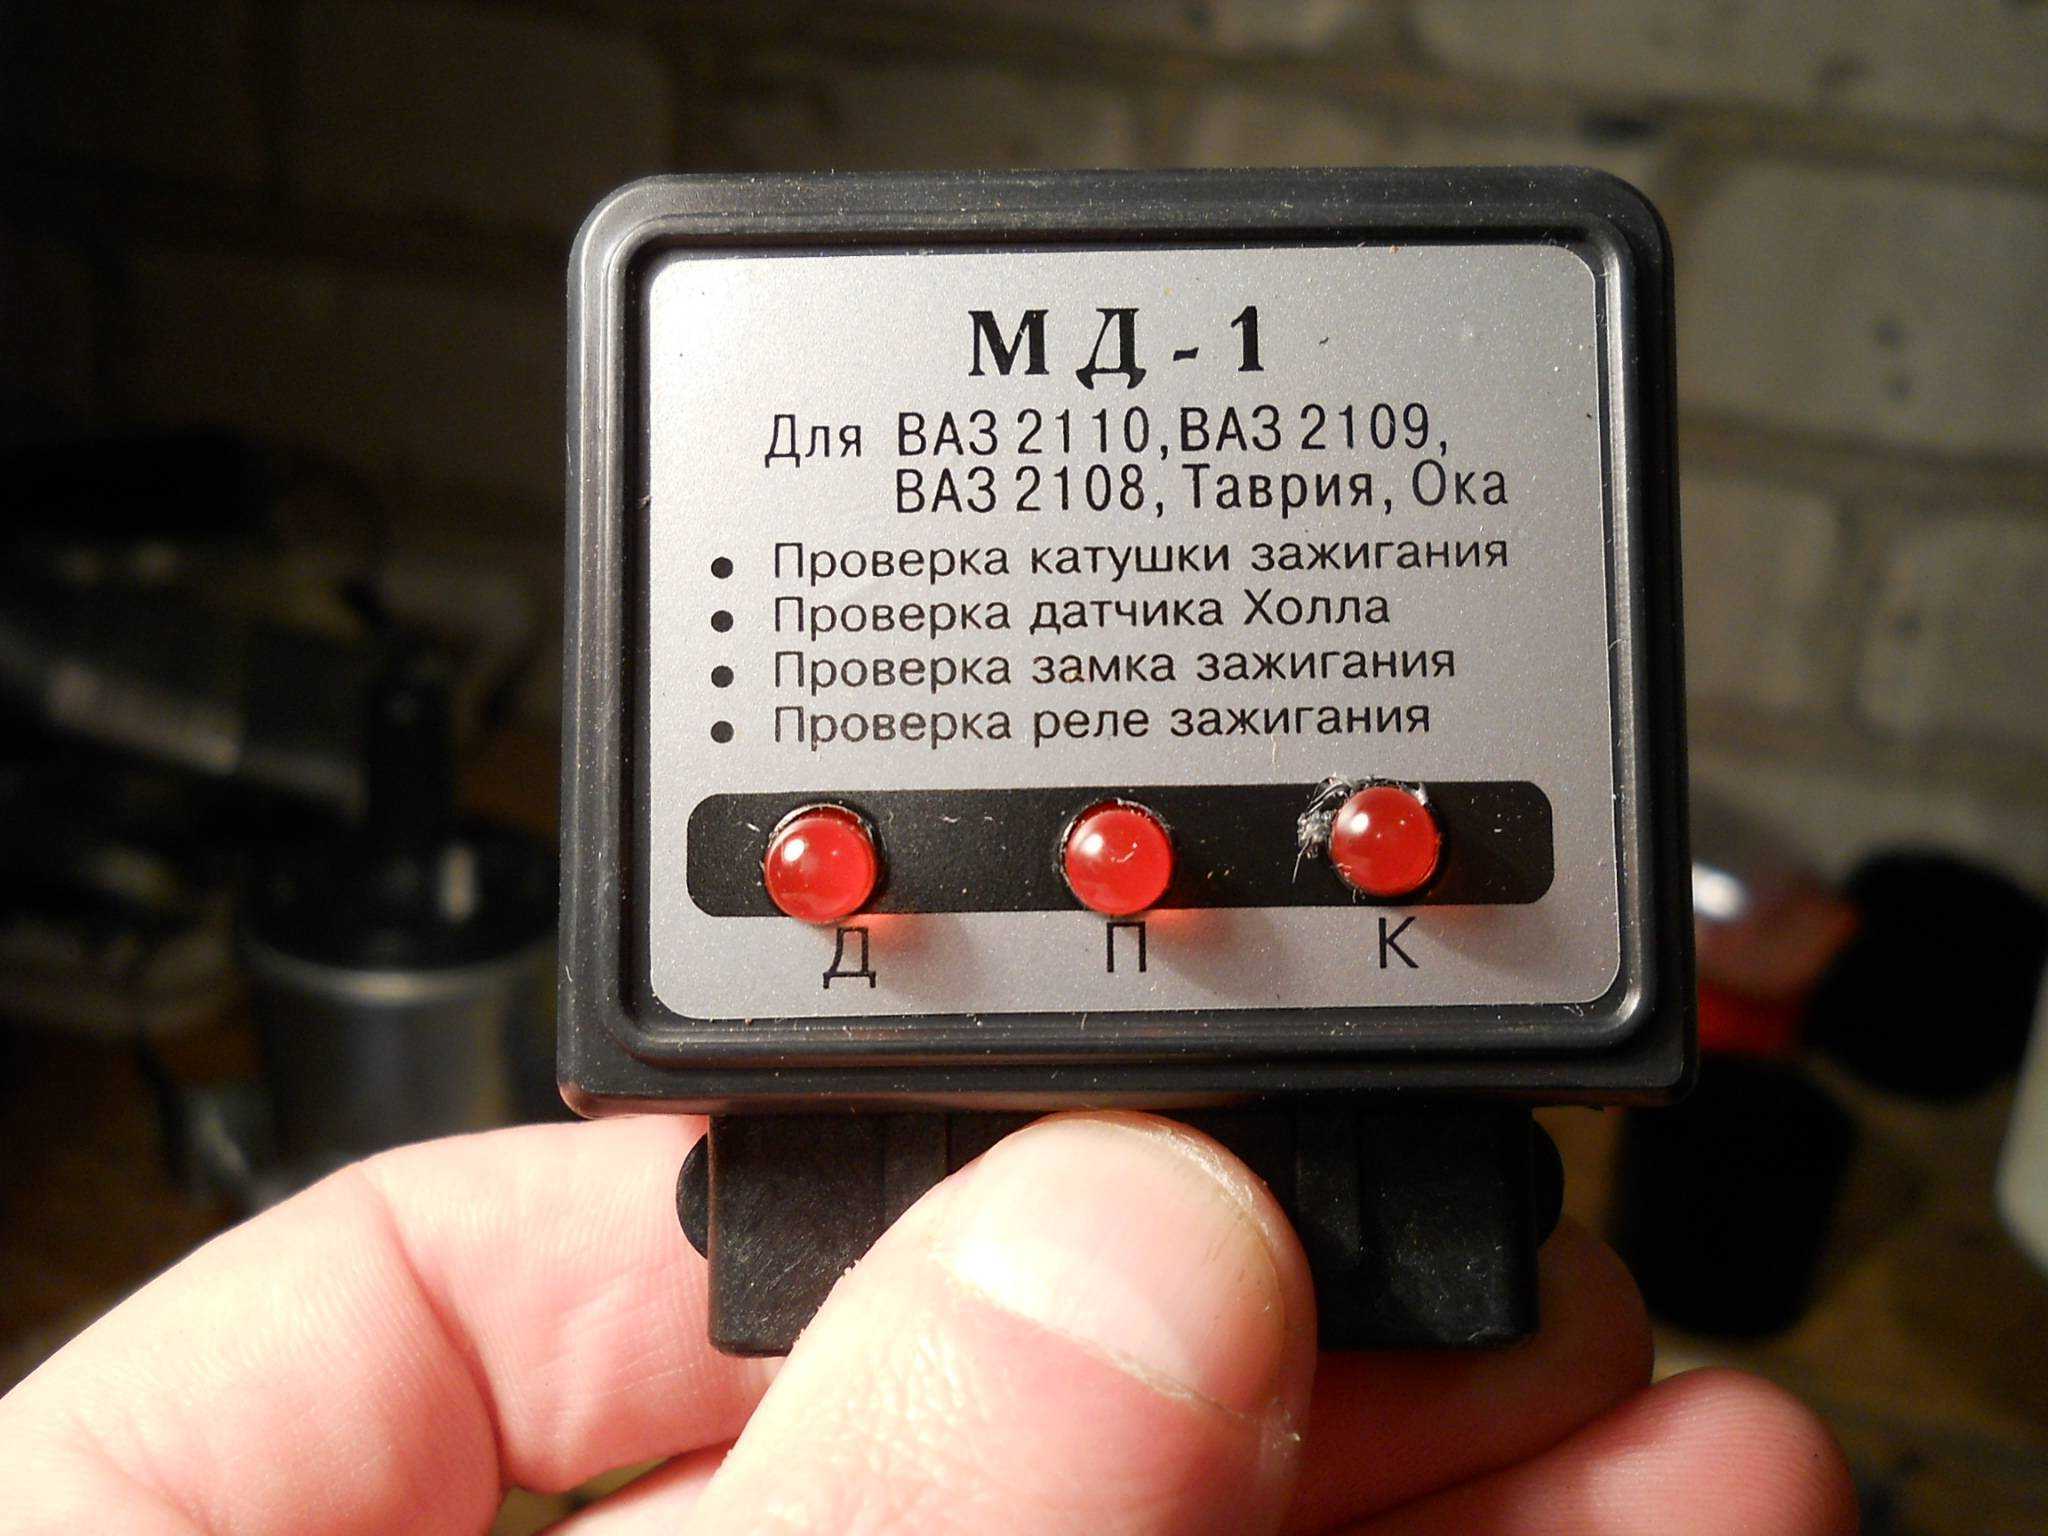 МД-1
Для ВАЗ 2110, ВАЗ 2109,
ВАЗ 2108, Таврия, Ока
• Проверка катушки зажигания
• Проверка датчика Холла
• Проверка замка зажигания
• Проверка реле зажигания
Д П К